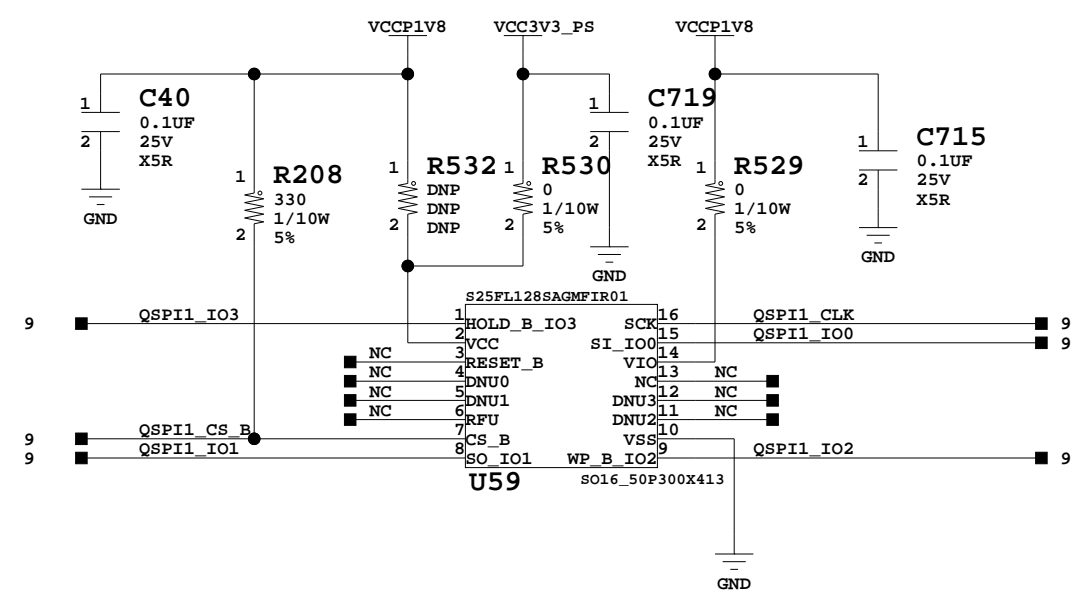 VCCP1V8
VCC3V3_PS
VCCP1V8
1
C40
0.1UF
25V
X5R
2
GND
1
R208
330
1/10W
5%
2
1
R532
DNP
DNP
DNP
2
1
R530
0
1/10W
5%
2
1
C719
0.1UF
25V
X5R
2
GND
1
R529
0
1/10W
5%
2
1
C715
0.1UF
25V
X5R
2
GND
S25FL128SAGMFIR01
9 QSPI1_IO3 1 HOLD_B_IO3 SCK 16 QSPI1_CLK 9
2 VCC SI_IO0 15 QSPI1_IO0 9
NC 3 RESET_B VIO 14
NC 4 DNU0 NC 13 NC
NC 5 DNU1 DNU3 12 NC
NC 6 RFU DNU2 11 NC
9 QSPI1_CS_B 7 CS_B VSS 10
9 QSPI1_IO1 8 SO_IO1 WP_B_IO2 9 QSPI1_IO2 9
U59
SO16_50P300X413
GND